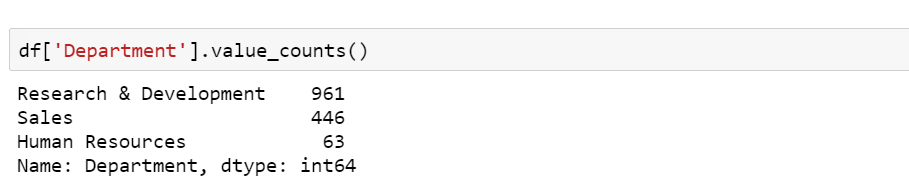 df['Department'].value_counts()
Research & Development    961
Sales                     446
Human Resources            63
Name: Department, dtype: int64